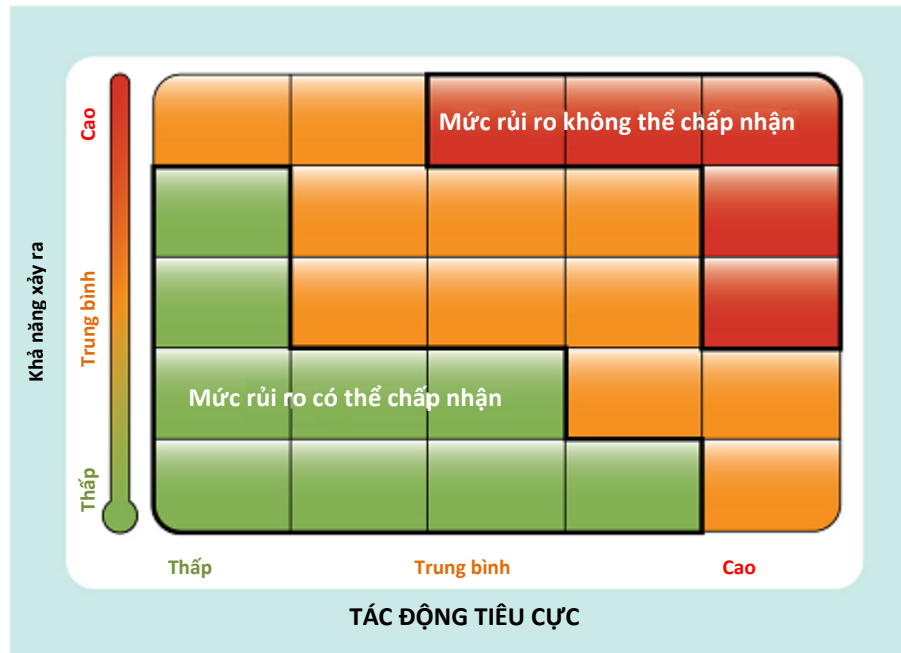 Cao
Mức rủi ro không thể chấp nhận
Khả năng xảy ra
Trung bình
Mức rủi ro có thể chấp nhận
Thấp
Thấp
Trung bình
Cao
TÁC ĐỘNG TIÊU CỰC